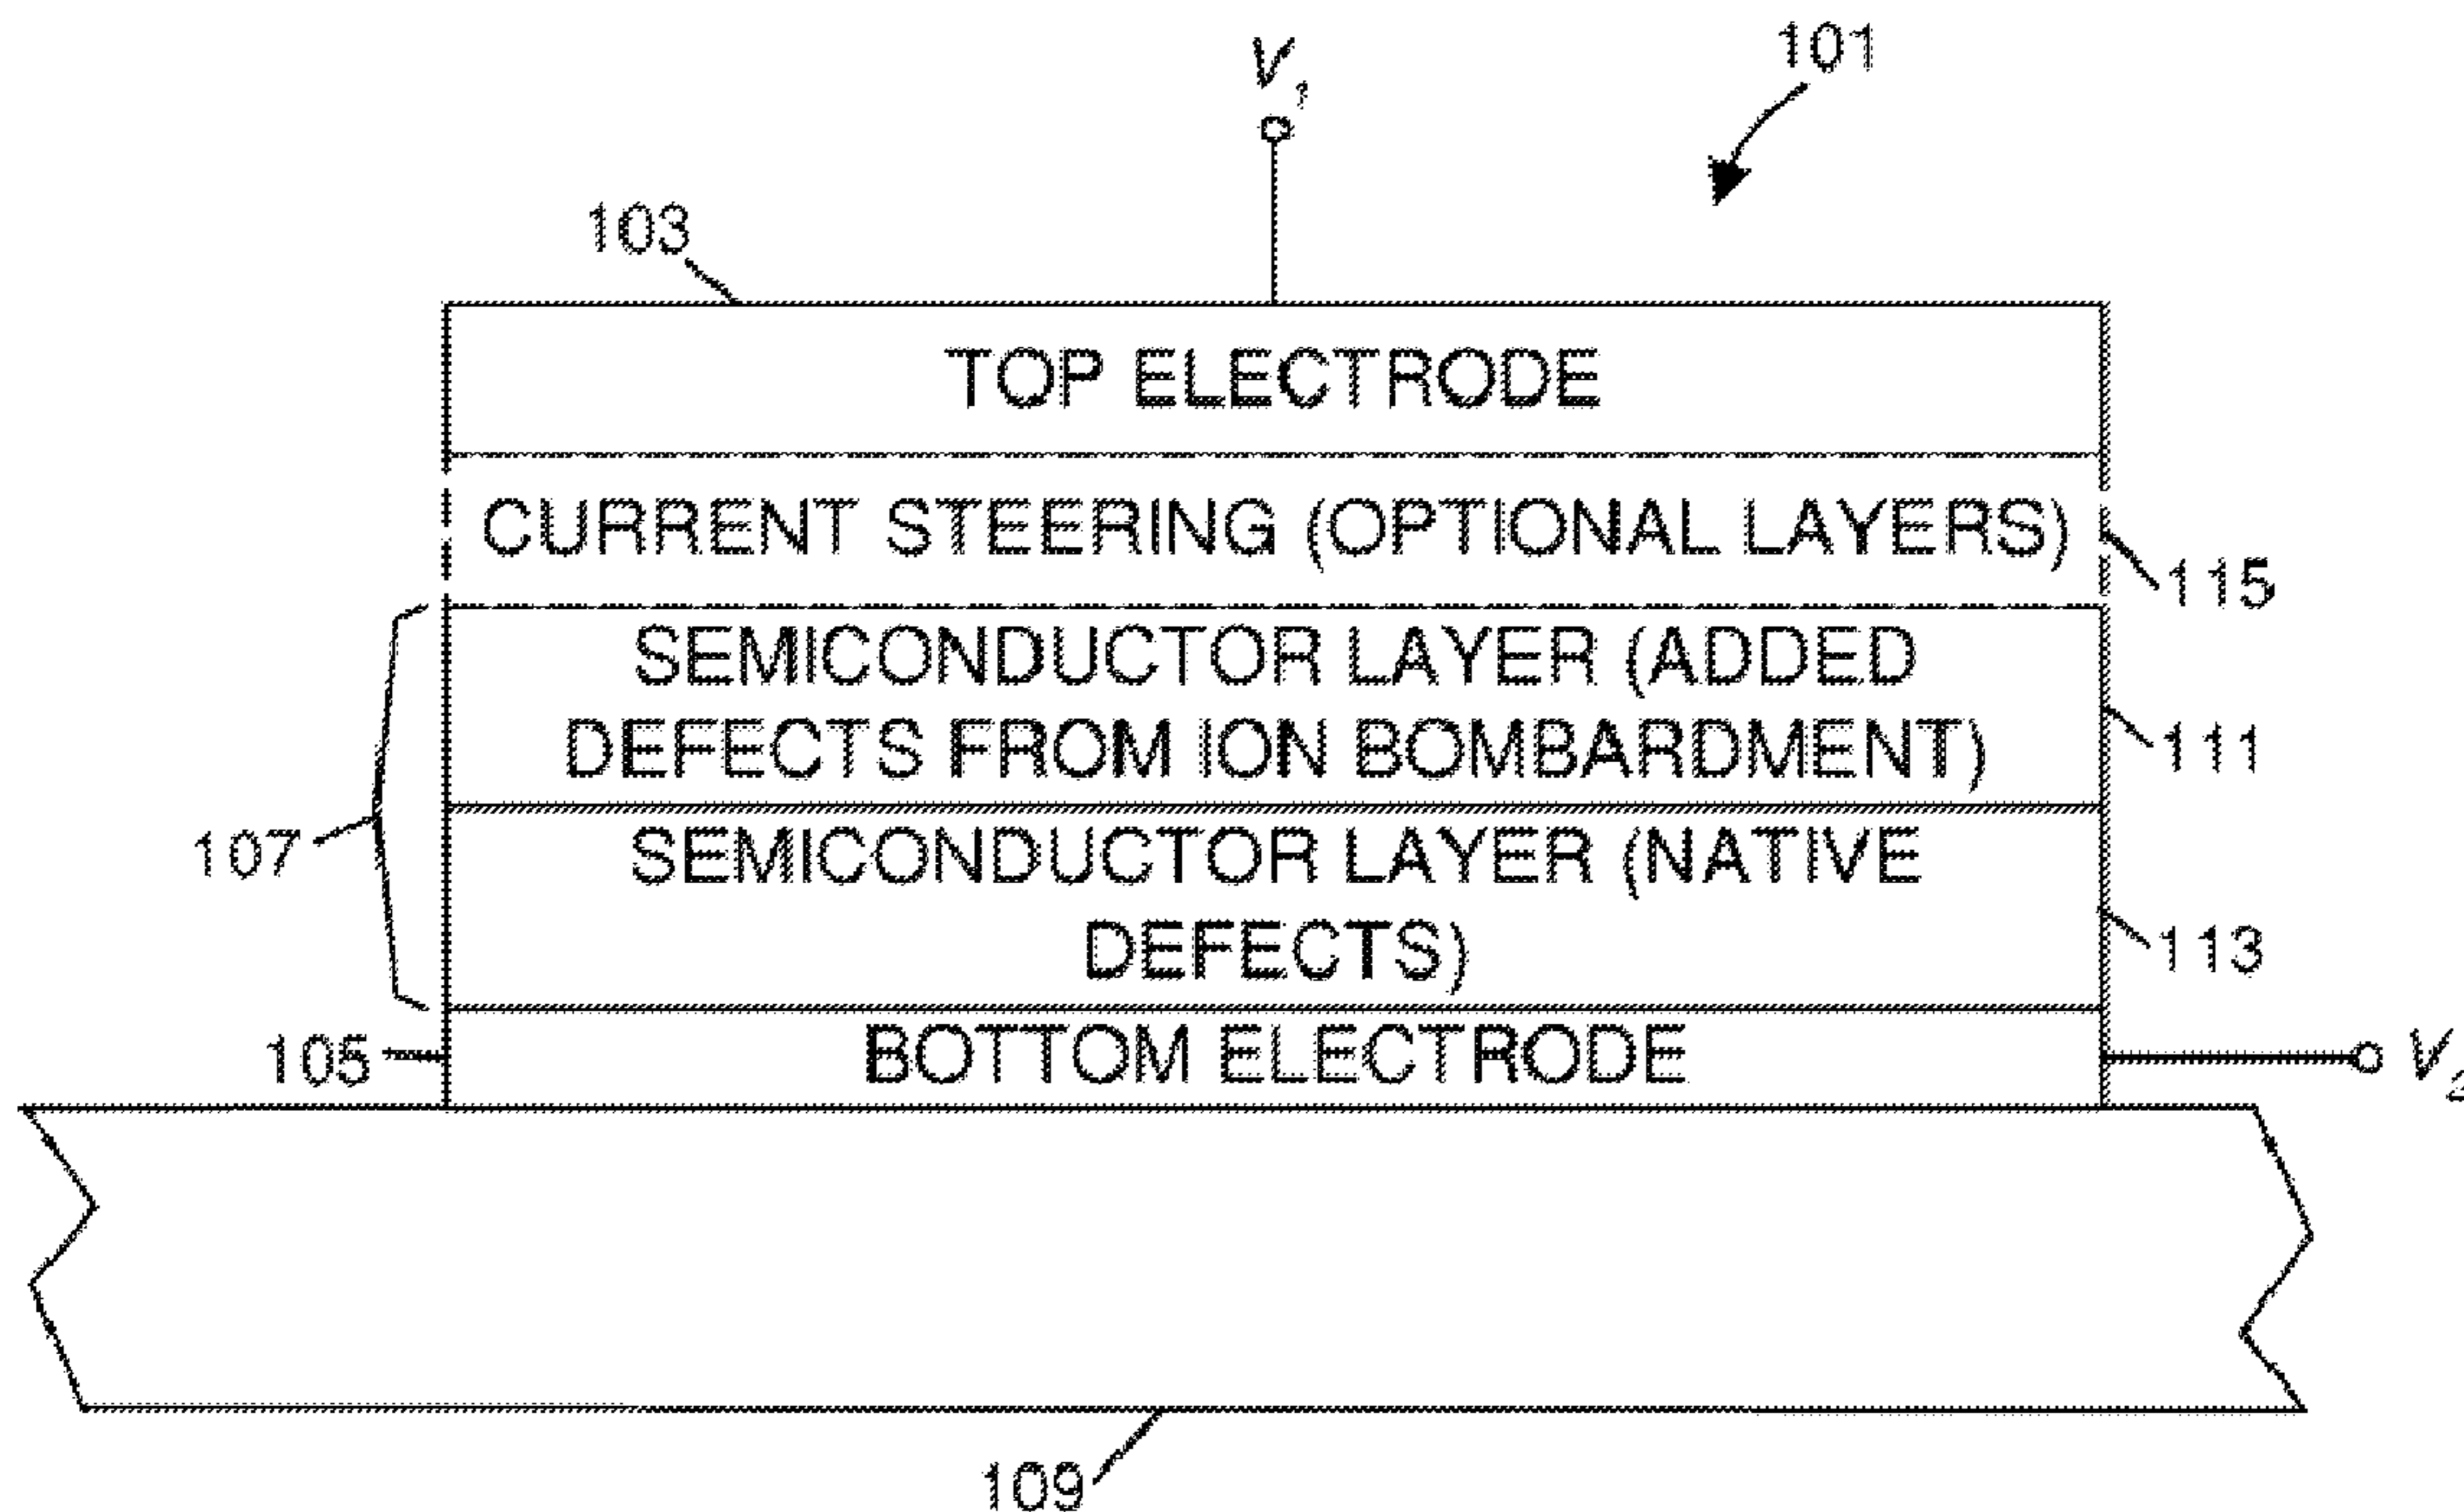 V1
101
103
TOP ELECTRODE
CURRENT STEERING (OPTIONAL LAYERS)
115
SEMICONDUCTOR LAYER (ADDED
DEFECTS FROM ION BOMBARDMENT)
111
107
SEMICONDUCTOR LAYER (NATIVE
DEFECTS)
113
105
BOTTOM ELECTRODE
V2
109